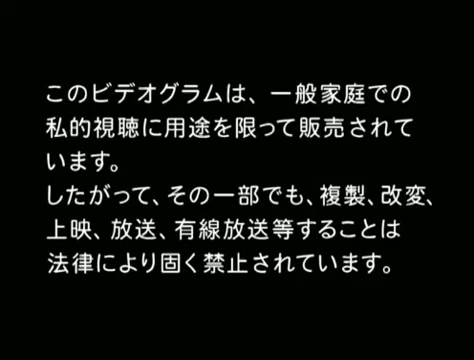 このビデオグラムは、一般家庭での
私的視聴に用途を限って販売されて
います。
したがって、その一部でも、複製、改変、
上映、放送、有線放送等することは
法律により固く禁止されています。